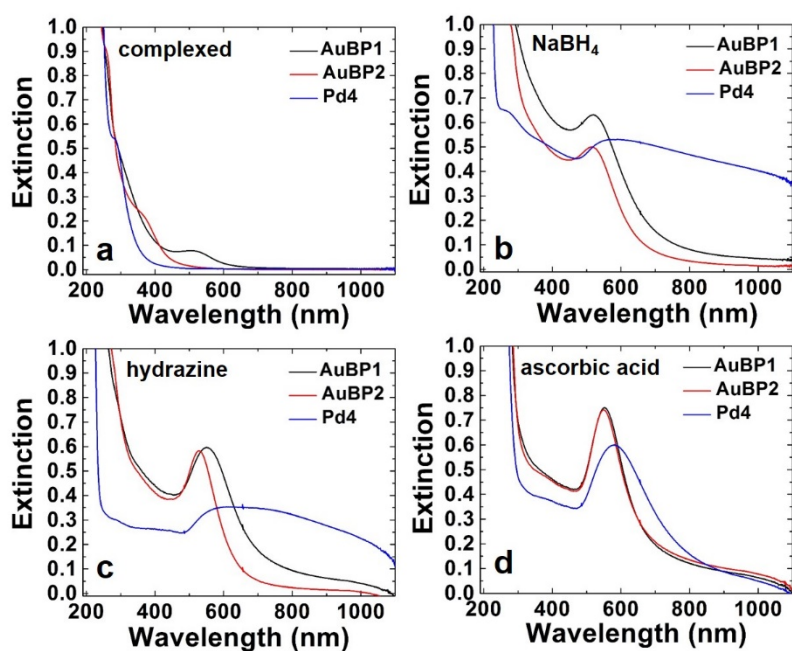 complexed
AuBP1
AuBP2
Pd4
Extinction
1.0
0.9
0.8
0.7
0.6
0.5
0.4
0.3
0.2
0.1
0.0
a
200 400 600 800 1000
Wavelength (nm)
NaBH4
AuBP1
AuBP2
Pd4
Extinction
1.0
0.9
0.8
0.7
0.6
0.5
0.4
0.3
0.2
0.1
0.0
b
200 400 600 800 1000
Wavelength (nm)
hydrazine
AuBP1
AuBP2
Pd4
Extinction
1.0
0.9
0.8
0.7
0.6
0.5
0.4
0.3
0.2
0.1
0.0
c
200 400 600 800 1000
Wavelength (nm)
ascorbic acid
AuBP1
AuBP2
Pd4
Extinction
1.0
0.9
0.8
0.7
0.6
0.5
0.4
0.3
0.2
0.1
0.0
d
200 400 600 800 1000
Wavelength (nm)